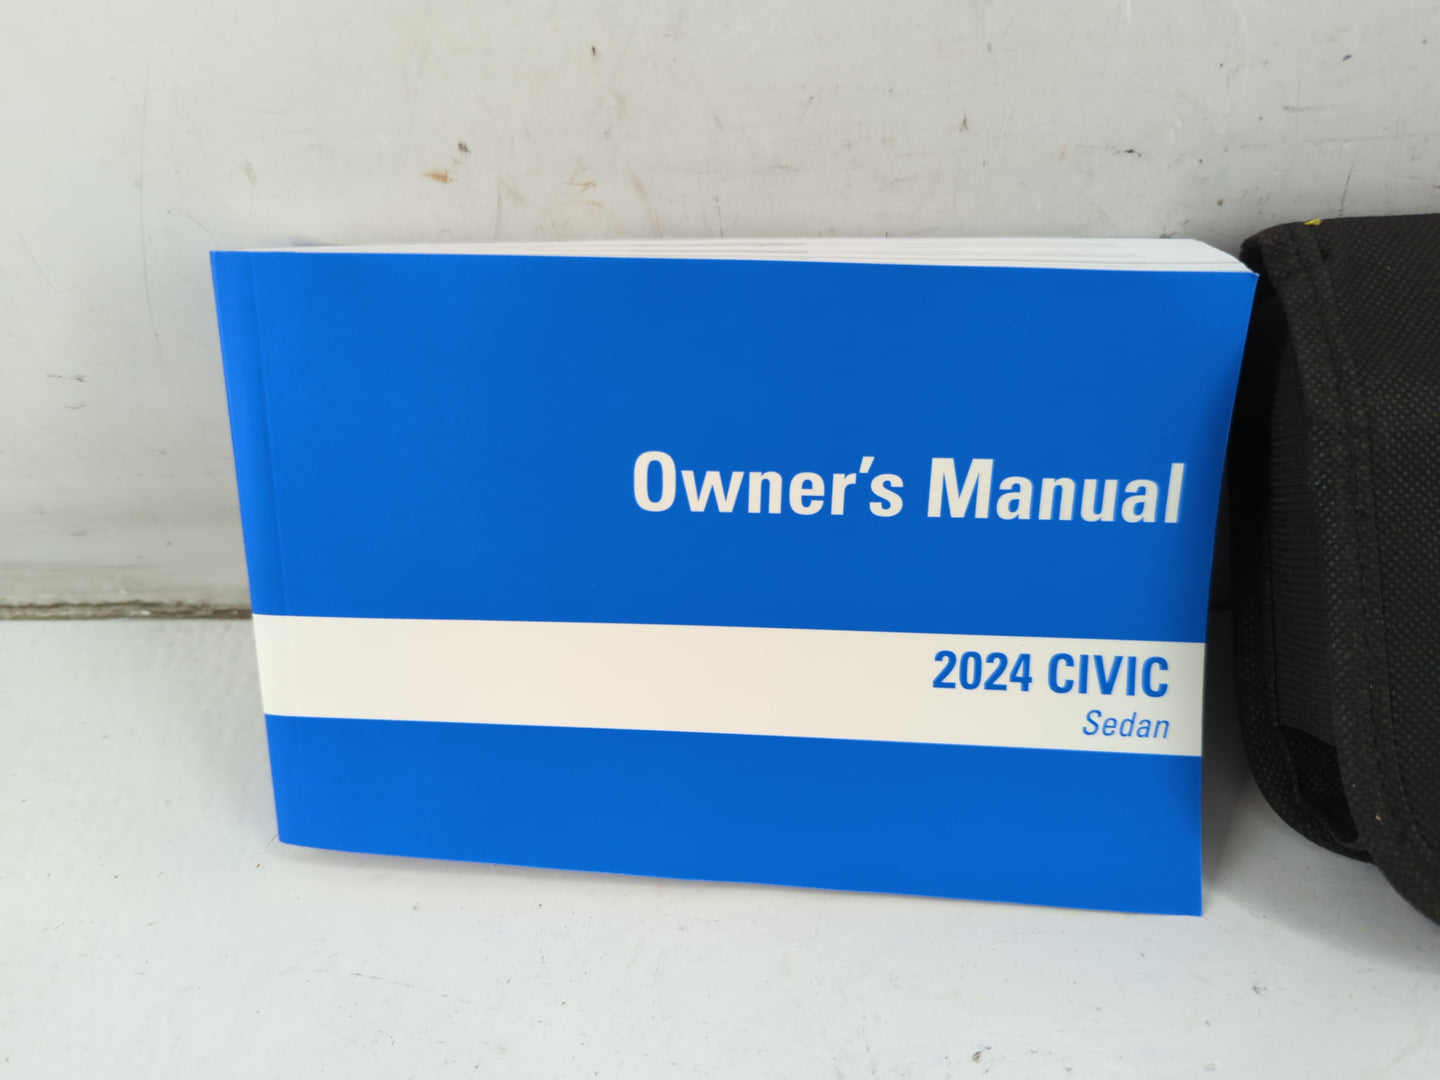 Owner's Manual
2024 CIVIC
Sedan